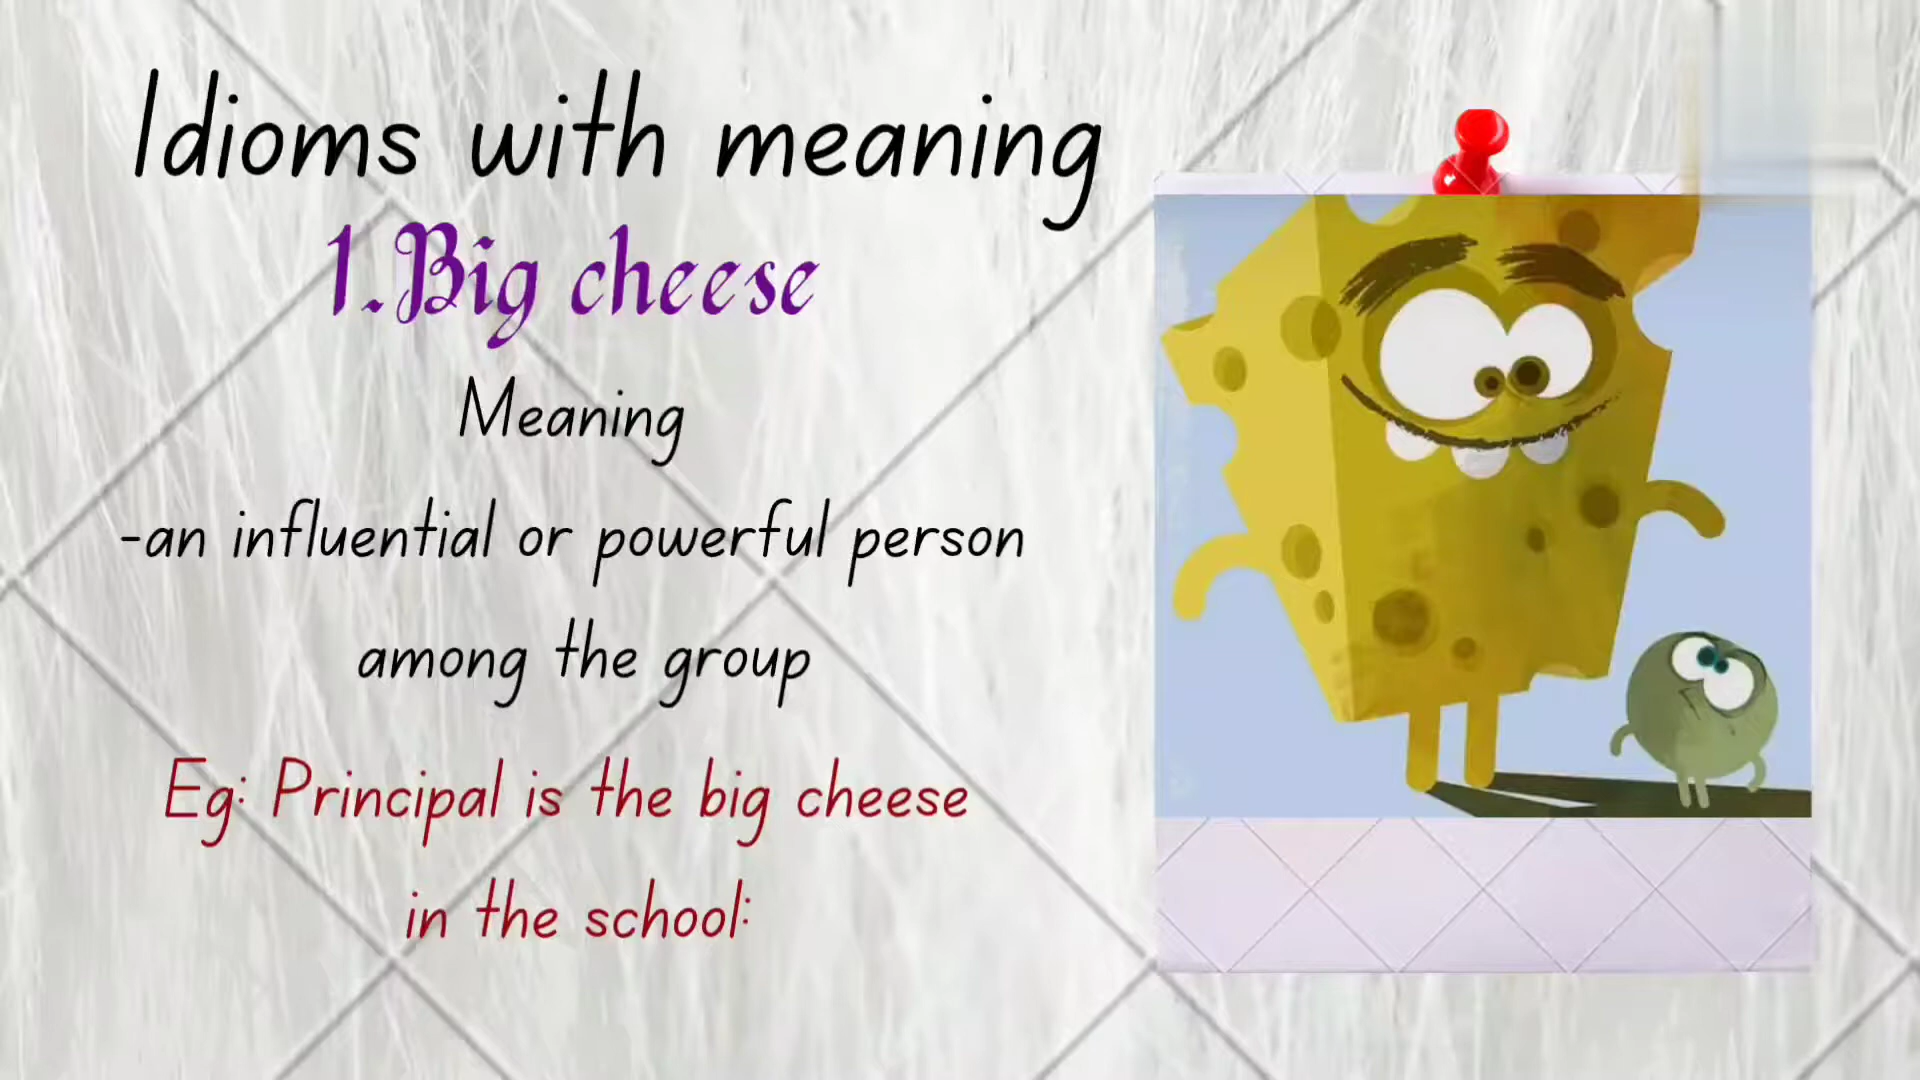 Idioms with meaning
1.Big cheese
Meaning
-an influential or powerful person
among the group
Eg: Principal is the big cheese
in the school: